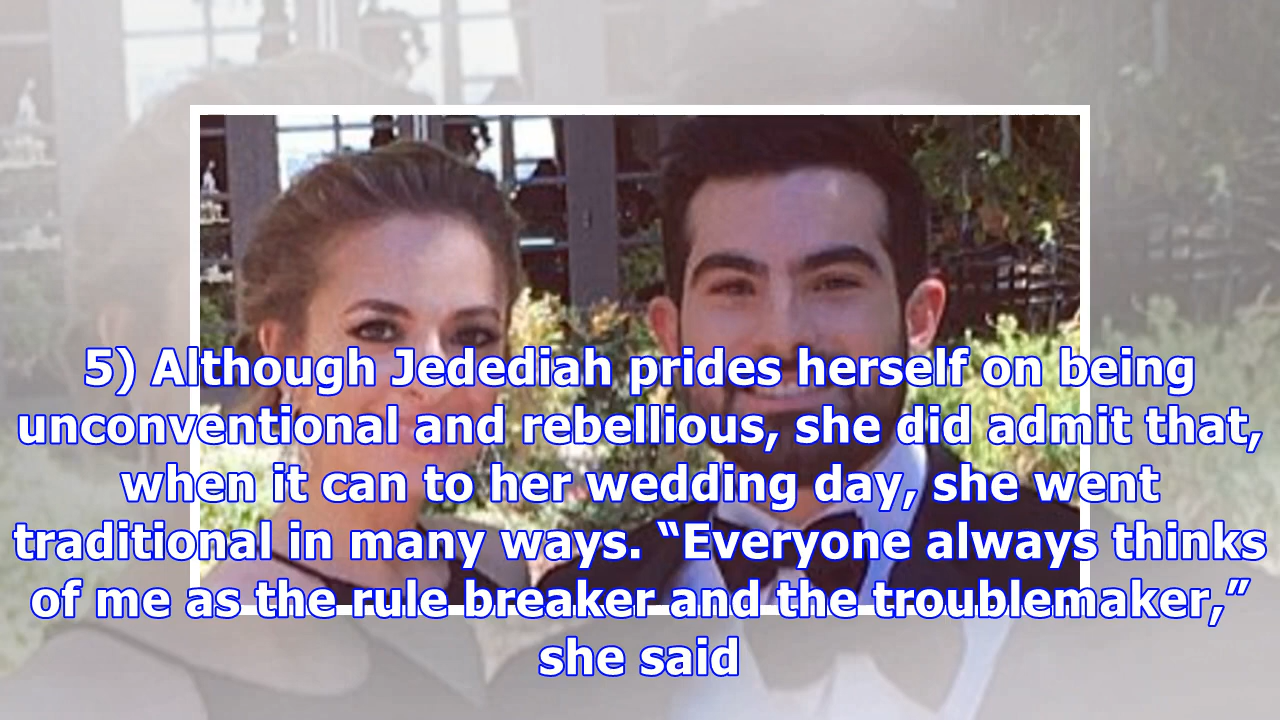 5) Although Jedediah prides herself on being
unconventional and rebellious, she did admit that,
when it can to her wedding day, she went
traditional in many ways. “Everyone always thinks
of me as the rule breaker and the troublemaker,”
she said